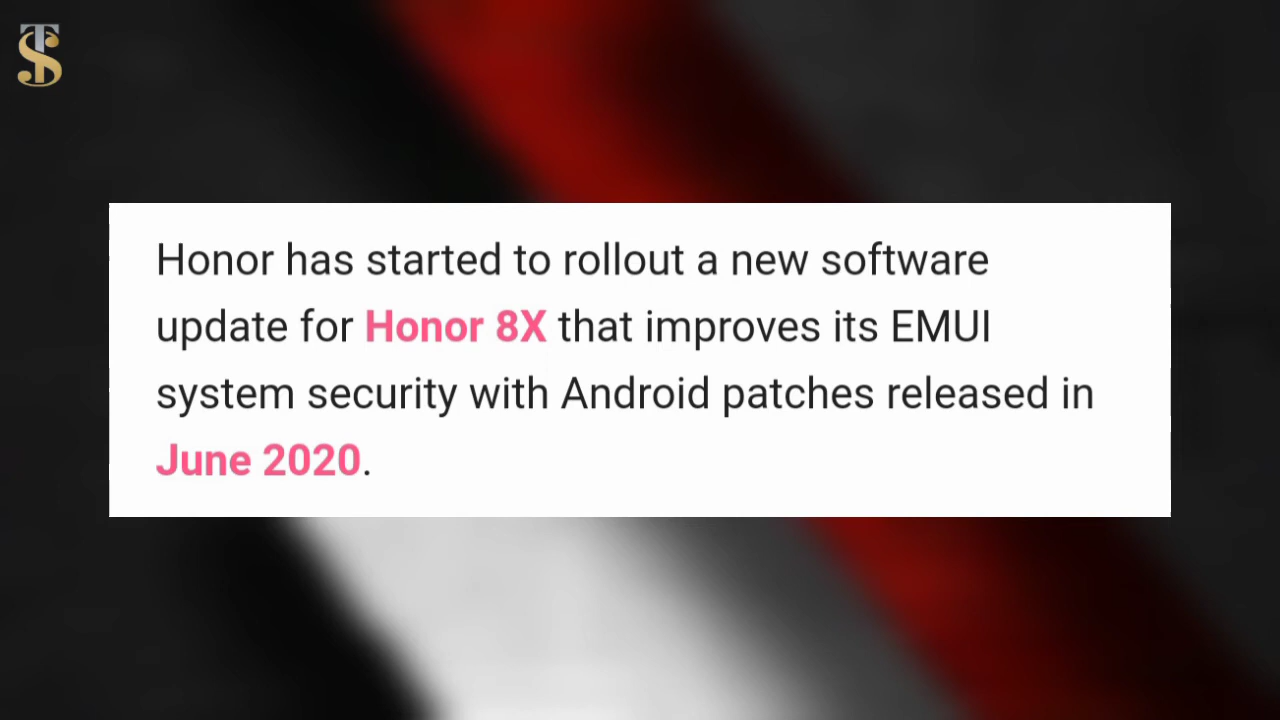 TS
Honor has started to rollout a new software
update for Honor 8X that improves its EMUI
system security with Android patches released in
June 2020.